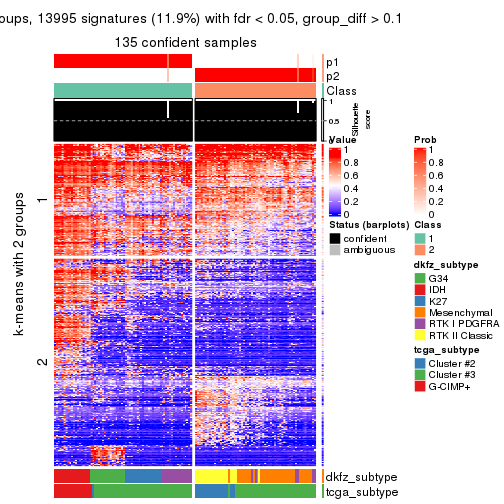 oups, 13995 signatures (11.9%) with fdr < 0.05, group_diff > 0.1
135 confident samples
p1
p2
Class
1
0.5
0
Silhouette
score
k-means with 2 groups
1
2
dkfz_subtype
tcga_subtype
Value
1
0.8
0.6
0.4
0.2
0
Prob
1
0.8
0.6
0.4
0.2
0
Status (barplots)
confident
ambiguous
Class
1
2
dkfz_subtype
G34
IDH
K27
Mesenchymal
RTK I PDGFRA
RTK II Classic
tcga_subtype
Cluster #2
Cluster #3
G-CIMP+